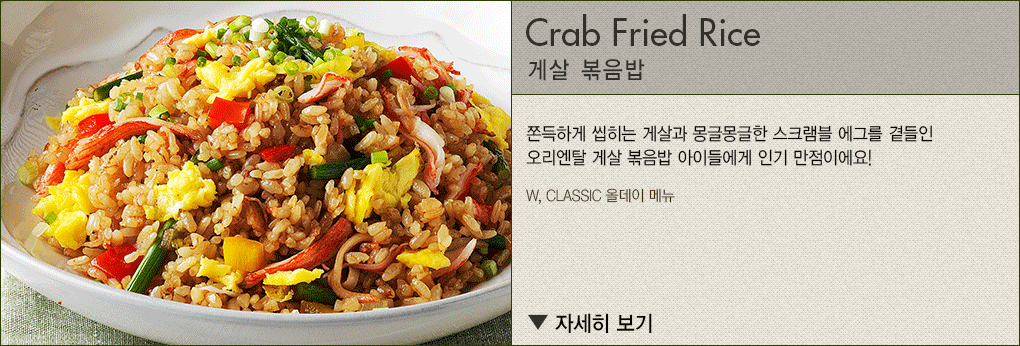 Crab Fried Rice
게살 볶음밥
쫀득하게 씹히는 게살과 몽글몽글한 스크램블 에그를 곁들인
오리엔탈 게살 볶음밥 아이들에게 인기 만점이에요!
W, CLASSIC 올데이 메뉴
▼ 자세히 보기